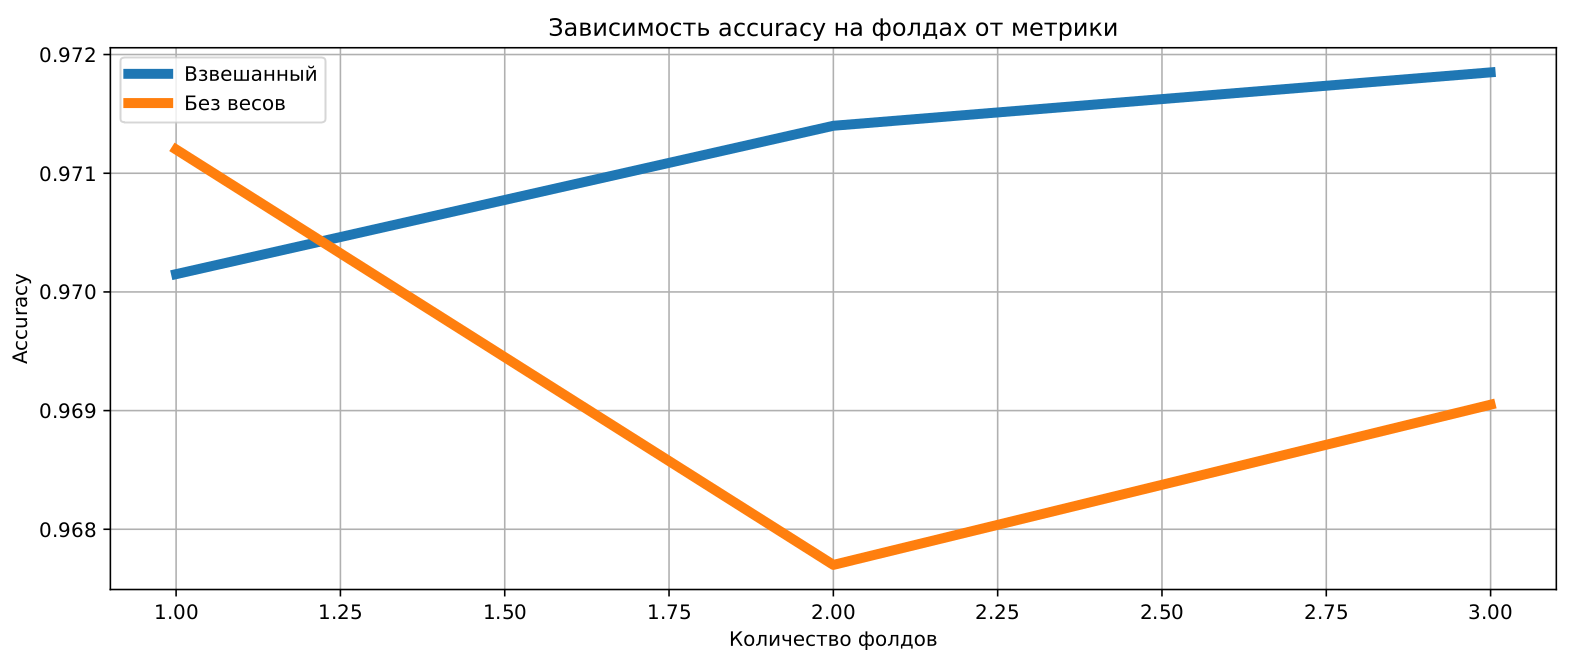 Зависимость accuracy на фолдах от метрики
0.972
0.971
0.970
0.969
0.968
Accuracy
Взвешанный
Без весов
1.00 1.25 1.50 1.75 2.00 2.25 2.50 2.75 3.00
Количество фолдов